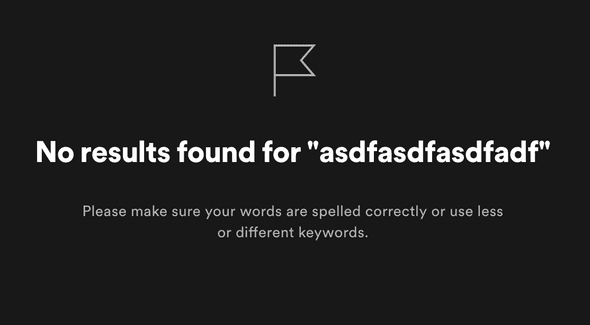 No results found for "asdfasdfasdfadf"
Please make sure your words are spelled correctly or use less
or different keywords.